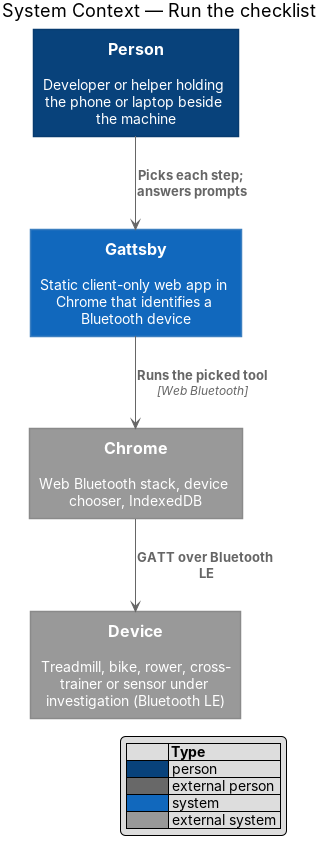 System Context — Run the checklist
Person
Developer or helper holding
the phone or laptop beside
the machine
Picks each step;
answers prompts
Gattsby
Static client-only web app in
Chrome that identifies a
Bluetooth device
Runs the picked tool
[Web Bluetooth]
Chrome
Web Bluetooth stack, device
chooser, IndexedDB
GATT over Bluetooth
LE
Device
Treadmill, bike, rower, cross-
trainer or sensor under
investigation (Bluetooth LE)
Type
person
external person
system
external system